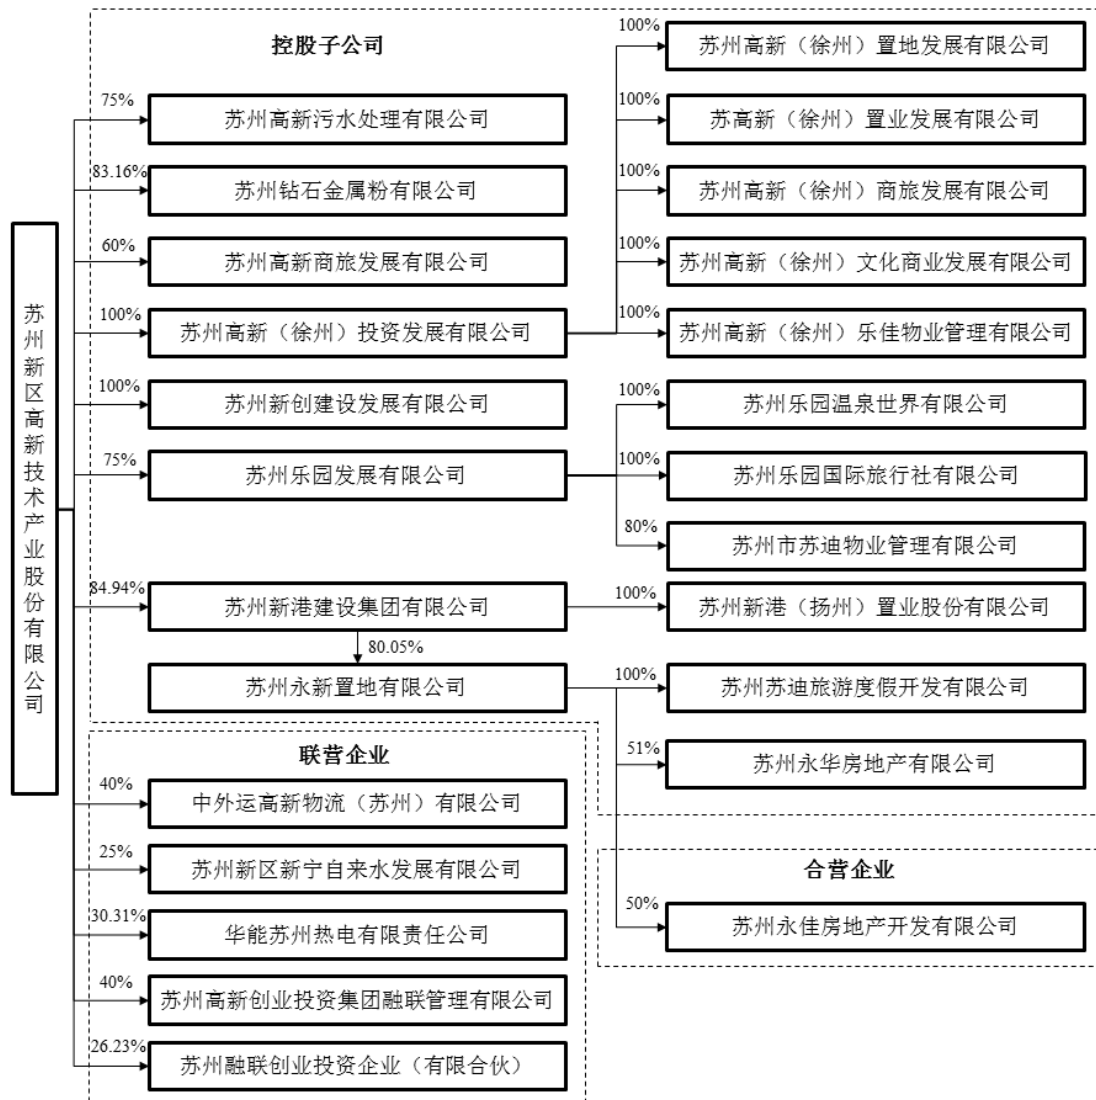 苏州新区高新技术产业股份有限公司
控股子公司
75%
苏州高新污水处理有限公司
83.16%
苏州钻石金属粉有限公司
60%
苏州高新商旅发展有限公司
100%
苏州高新（徐州）投资发展有限公司
100%
苏州高新（徐州）置地发展有限公司
100%
苏高新（徐州）置业发展有限公司
100%
苏州高新（徐州）商旅发展有限公司
100%
苏州高新（徐州）文化商业发展有限公司
100%
苏州高新（徐州）乐佳物业管理有限公司
100%
苏州新创建设发展有限公司
75%
苏州乐园发展有限公司
100%
苏州乐园温泉世界有限公司
100%
苏州乐园国际旅行社有限公司
80%
苏州市苏迪物业管理有限公司
84.94%
苏州新港建设集团有限公司
100%
苏州新港（扬州）置业股份有限公司
80.05%
苏州永新置地有限公司
100%
苏州苏迪旅游度假开发有限公司
51%
苏州永华房地产有限公司
联营企业
40%
中外运高新物流（苏州）有限公司
25%
苏州新区新宁自来水发展有限公司
30.31%
华能苏州热电有限责任公司
40%
苏州高新创业投资集团融联管理有限公司
26.23%
苏州融联创业投资企业（有限合伙）
合营企业
50%
苏州永佳房地产开发有限公司